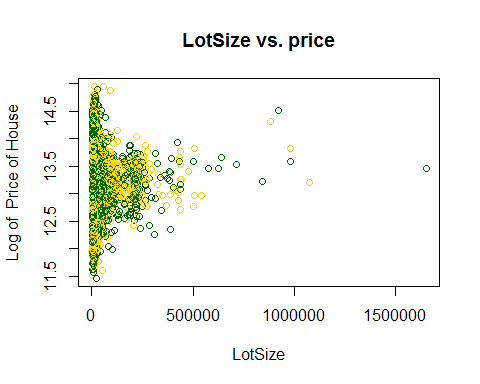 LotSize vs. price
Log of  Price of House
14.5
13.5
12.5
11.5
0
500000
1000000
1500000
LotSize